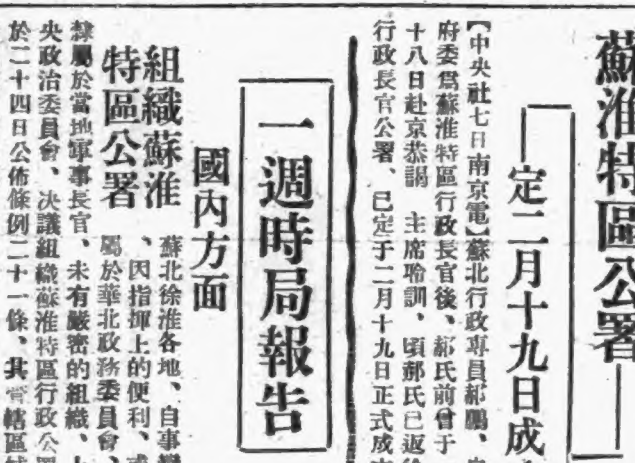 蘇淮特區公署
定二月十九日成
【中央社七日南京電】蘇北行政專員郝鵬、
府委爲蘇淮特區行政長官後、郝氏前曾于
十八日赴京恭謁 主席聆訓、頃郝氏已返
行政長官公署、已定于二月十九日正式成
一週時局報告
國內方面
組織蘇淮
特區公署
蘇北徐淮各地、自事
、因指揮上的便利、
屬於華北政務委員會、
隸屬於當地軍事長官、未有嚴密的組織、
央政治委員會、決議組織蘇淮特區行政公署
於二十四日公佈條例二十一條、其 轄區